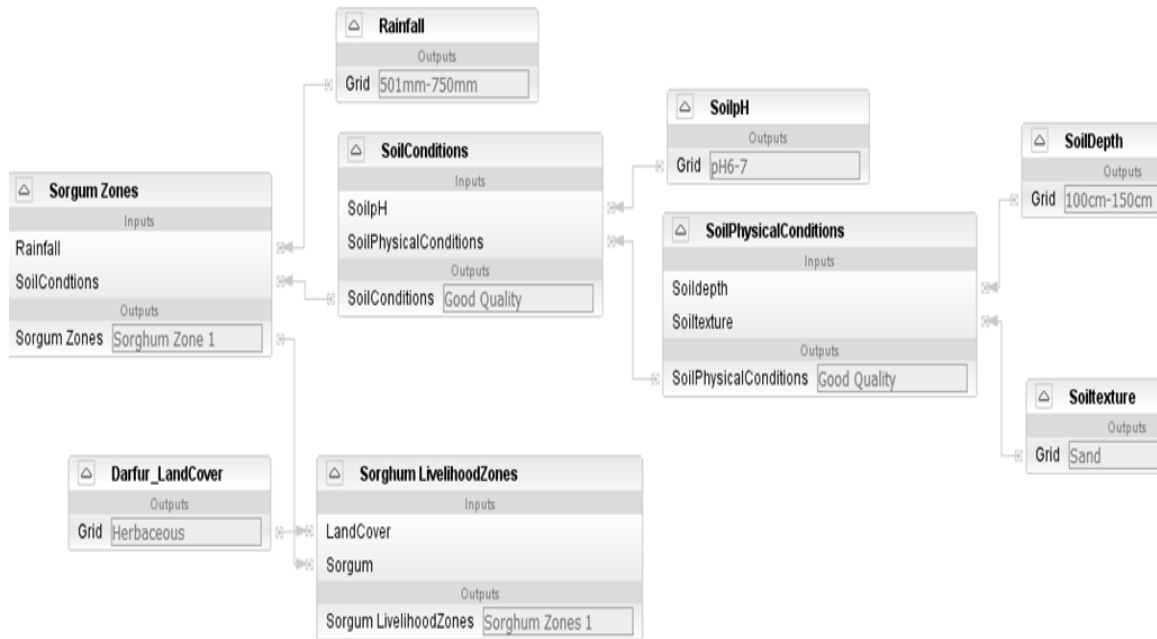 Rainfall
Outputs
Grid 501mm-750mm
SoilConditions
Inputs
SoilpH
SoilPhysicalConditions
Outputs
SoilConditions Good Quality
SoilpH
Outputs
Grid pH6-7
SoilDepth
Outputs
Grid 100cm-150cm
Sorgum Zones
Inputs
Rainfall
SoilCondtions
Outputs
Sorgum Zones Sorghum Zone 1
SoilPhysicalConditions
Inputs
Soildepth
Soiltexture
Outputs
SoilPhysicalConditions Good Quality
Soiltexture
Outputs
Grid Sand
Darfur_LandCover
Outputs
Grid Herbaceous
Sorghum LivelihoodZones
Inputs
LandCover
Sorgum
Outputs
Sorgum LivelihoodZones Sorghum Zones 1